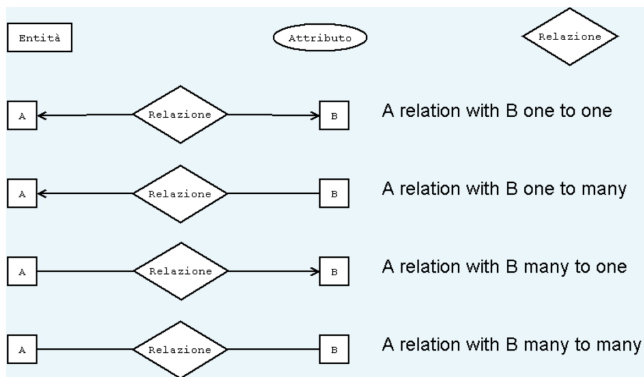 Entità
Attributo
Relazione
A Relazione B A relation with B one to one
A Relazione B A relation with B one to many
A Relazione B A relation with B many to one
A Relazione B A relation with B many to many